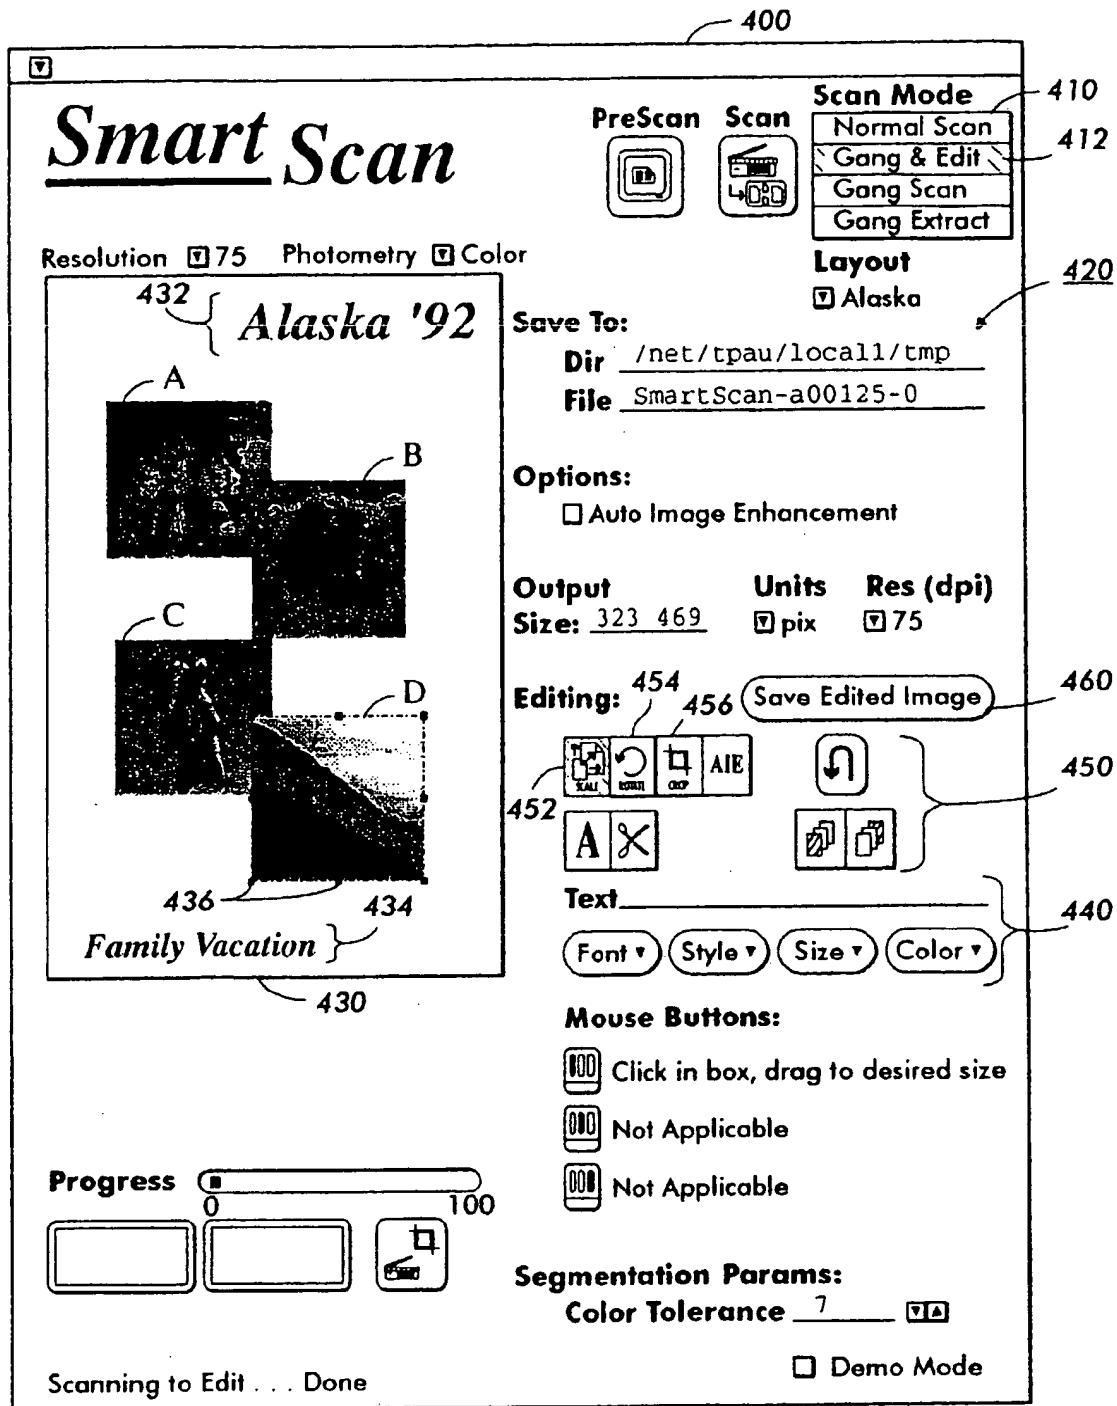 400
Smart Scan
PreScan
Scan
Scan Mode
410
Normal Scan
Gang & Edit
412
Gang Scan
Gang Extract
Resolution 75 Photometry Color
Layout
Alaska
420
432
Alaska '92
Save To:
Dir /net/tpau/local1/tmp
File SmartScan-a00125-0
A
B
Options:
Auto Image Enhancement
Output
Size: 323 469
Units
pix
Res (dpi)
75
C
D
Editing:
454
456
Save Edited Image
460
SCALE
ROTATE
CROP
AIE
452
450
A
436
434
Family Vacation
430
Text
440
Font
Style
Size
Color
Mouse Buttons:
Click in box, drag to desired size
Not Applicable
Not Applicable
Progress
0
100
Segmentation Params:
Color Tolerance 7
Demo Mode
Scanning to Edit . . . Done